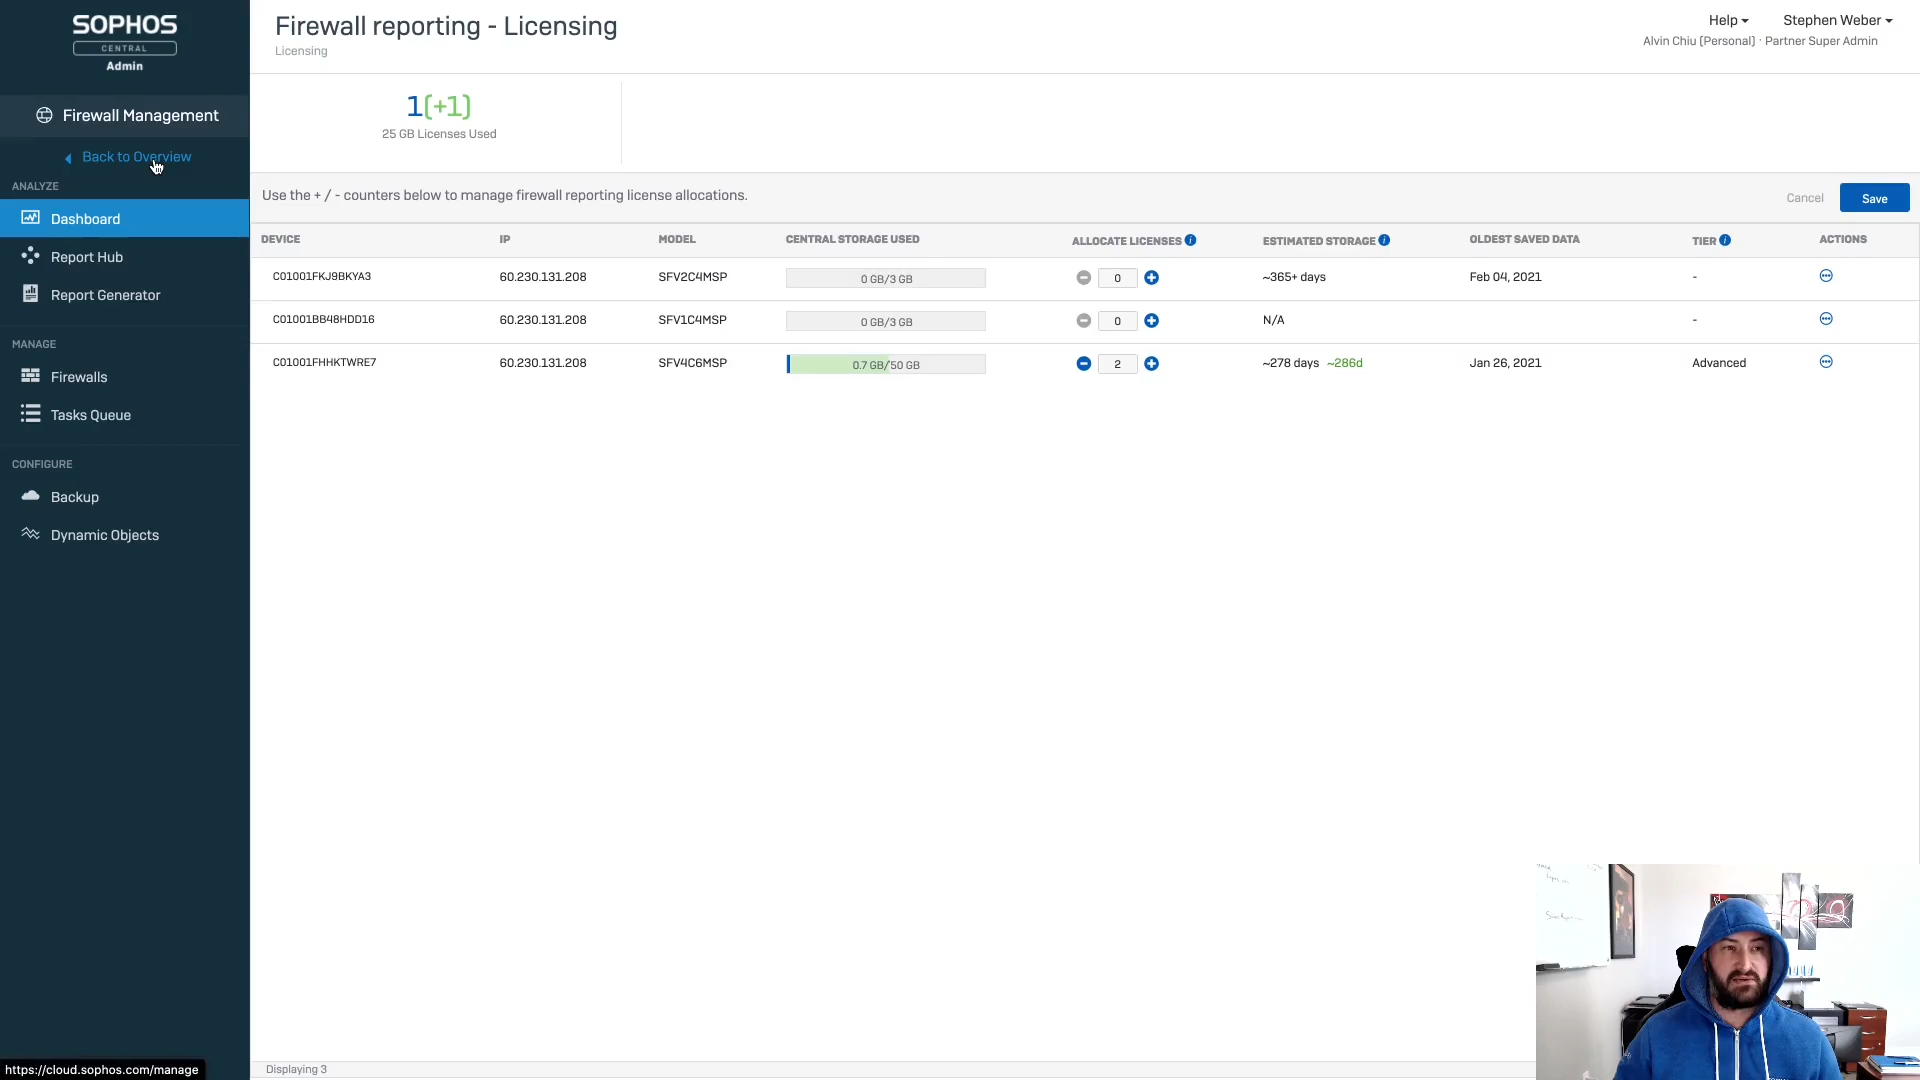 SOPHOS
CENTRAL
Admin
Firewall Management
Back to Overview
ANALYZE
Dashboard
Report Hub
Report Generator
MANAGE
Firewalls
Tasks Queue
CONFIGURE
Backup
Dynamic Objects
https://cloud.sophos.com/manage
Firewall reporting - Licensing
Licensing
Help
Stephen Weber
Alvin Chiu (Personal) · Partner Super Admin
1(+1)
25 GB Licenses Used
Use the + / - counters below to manage firewall reporting license allocations.
Cancel
Save
DEVICE IP MODEL CENTRAL STORAGE USED ALLOCATE LICENSES ESTIMATED STORAGE OLDEST SAVED DATA TIER ACTIONS
C01001FKJ9BKYA3 60.230.131.208 SFV2C4MSP 0 GB/3 GB 0 ~365+ days Feb 04, 2021 -
C01001BB48HDD16 60.230.131.208 SFV1C4MSP 0 GB/3 GB 0 N/A -
C01001FHHKTWRE7 60.230.131.208 SFV4C6MSP 0.7 GB/50 GB 2 ~278 days ~286d Jan 26, 2021 Advanced
Displaying 3